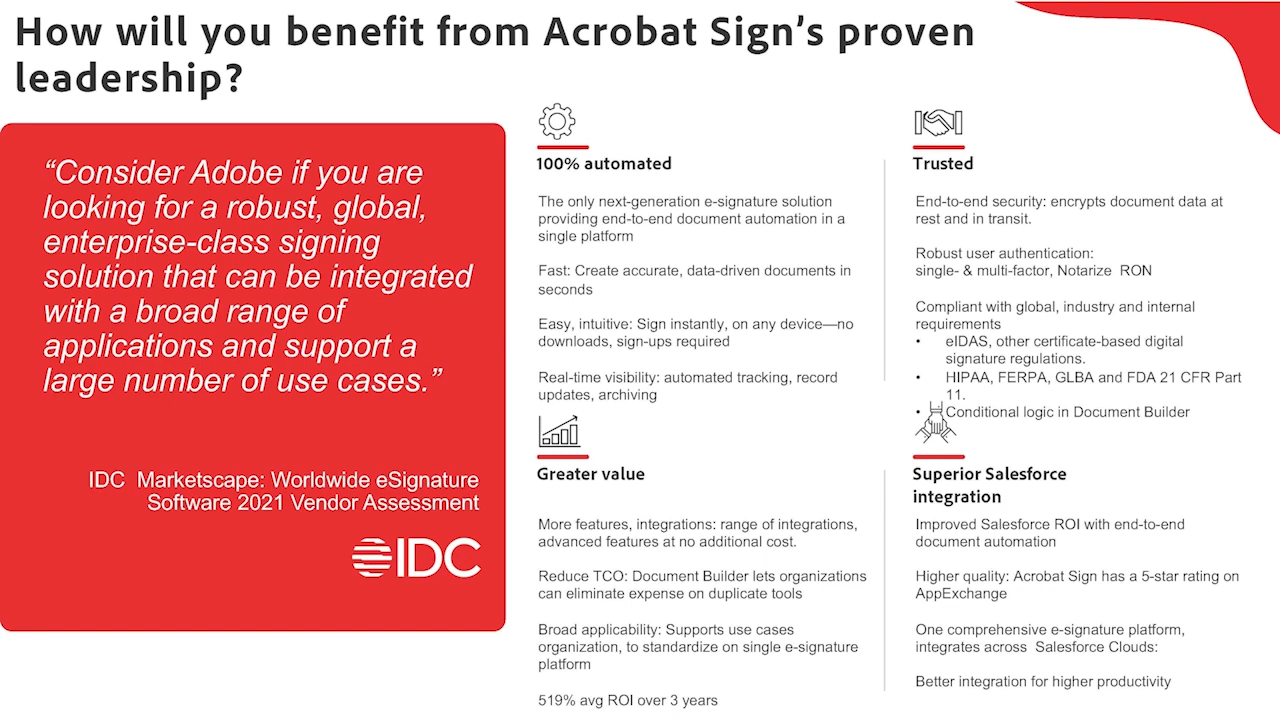 How will you benefit from Acrobat Sign’s proven
leadership?
“Consider Adobe if you are
looking for a robust, global,
enterprise-class signing
solution that can be integrated
with a broad range of
applications and support a
large number of use cases.”
IDC Marketscape: Worldwide eSignature
Software 2021 Vendor Assessment
IDC
100% automated
The only next-generation e-signature solution
providing end-to-end document automation in a
single platform
Fast: Create accurate, data-driven documents in
seconds
Easy, intuitive: Sign instantly, on any device—no
downloads, sign-ups required
Real-time visibility: automated tracking, record
updates, archiving
Trusted
End-to-end security: encrypts document data at
rest and in transit.
Robust user authentication:
single- & multi-factor, Notarize RON
Compliant with global, industry and internal
requirements
• eIDAS, other certificate-based digital
signature regulations.
• HIPAA, FERPA, GLBA and FDA 21 CFR Part
11.
• Conditional logic in Document Builder
Greater value
More features, integrations: range of integrations,
advanced features at no additional cost.
Reduce TCO: Document Builder lets organizations
can eliminate expense on duplicate tools
Broad applicability: Supports use cases
organization, to standardize on single e-signature
platform
519% avg ROI over 3 years
Superior Salesforce
integration
Improved Salesforce ROI with end-to-end
document automation
Higher quality: Acrobat Sign has a 5-star rating on
AppExchange
One comprehensive e-signature platform,
integrates across Salesforce Clouds:
Better integration for higher productivity